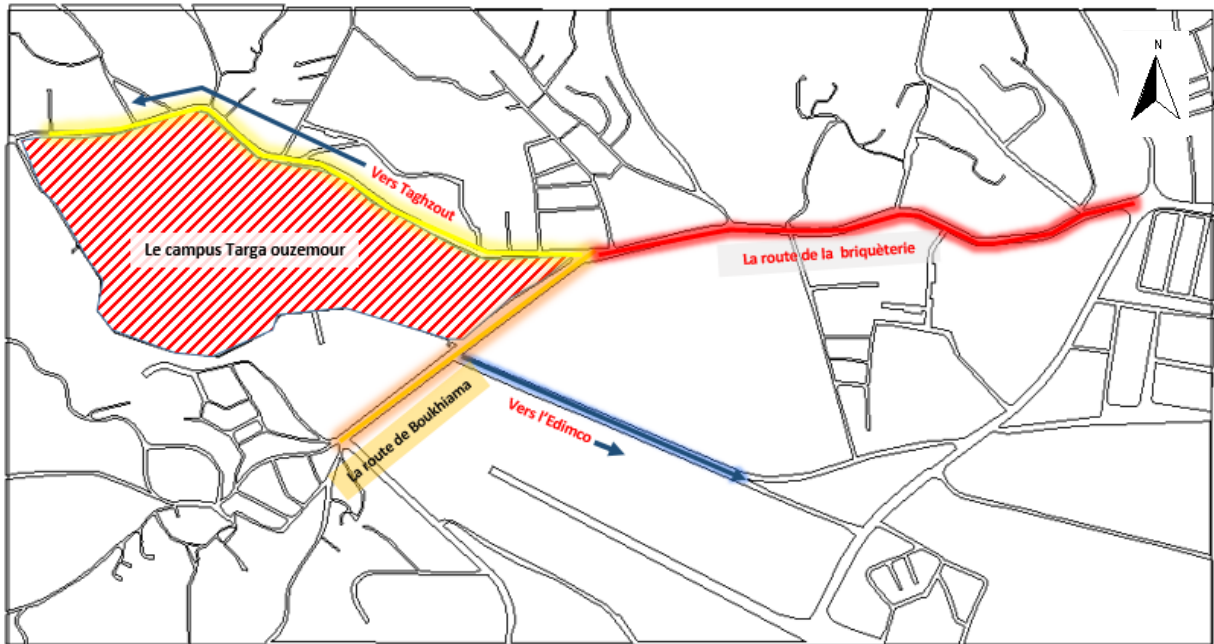 N
Vers Taghzout
Le campus Targa ouzemour
La route de la briquèterie
La route de Boukhiama
Vers l'Edimco